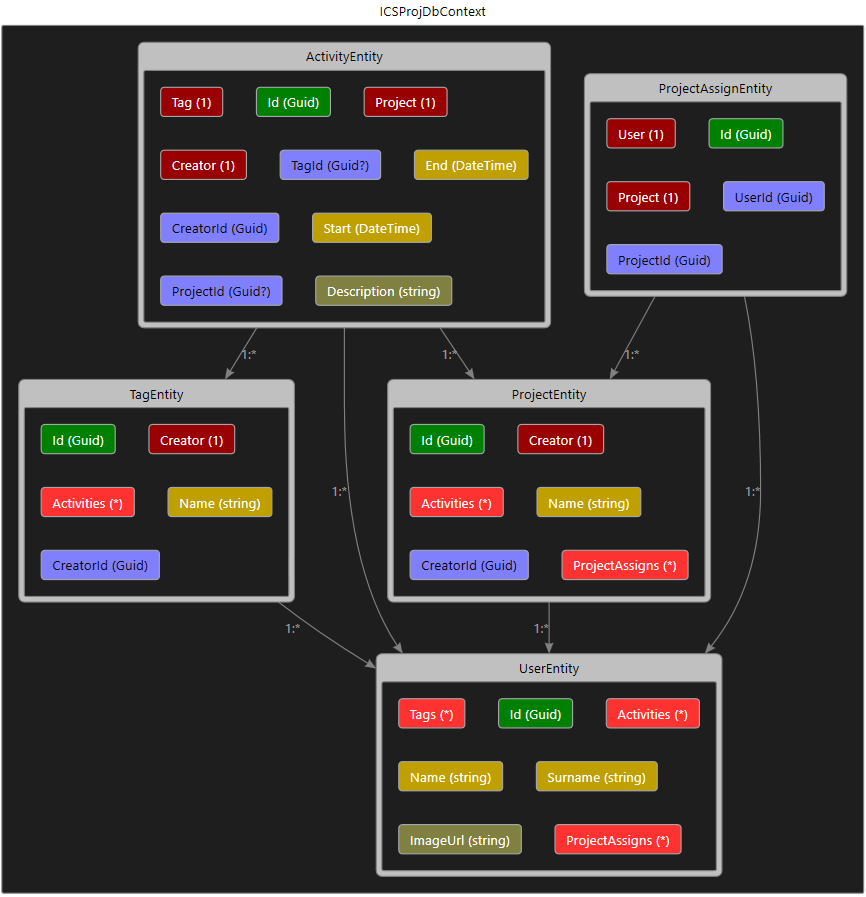 ICSProjDbContext
ActivityEntity
Tag (1) Id (Guid) Project (1)
Creator (1) TagId (Guid?) End (DateTime)
CreatorId (Guid) Start (DateTime)
ProjectId (Guid?) Description (string)
ProjectAssignEntity
User (1) Id (Guid)
Project (1) UserId (Guid)
ProjectId (Guid)
1:*
1:*
1:*
TagEntity
Id (Guid) Creator (1)
Activities (*) Name (string)
CreatorId (Guid)
ProjectEntity
Id (Guid) Creator (1)
Activities (*) Name (string)
CreatorId (Guid) ProjectAssigns (*)
1:*
1:*
1:*
1:*
UserEntity
Tags (*) Id (Guid) Activities (*)
Name (string) Surname (string)
ImageUrl (string) ProjectAssigns (*)